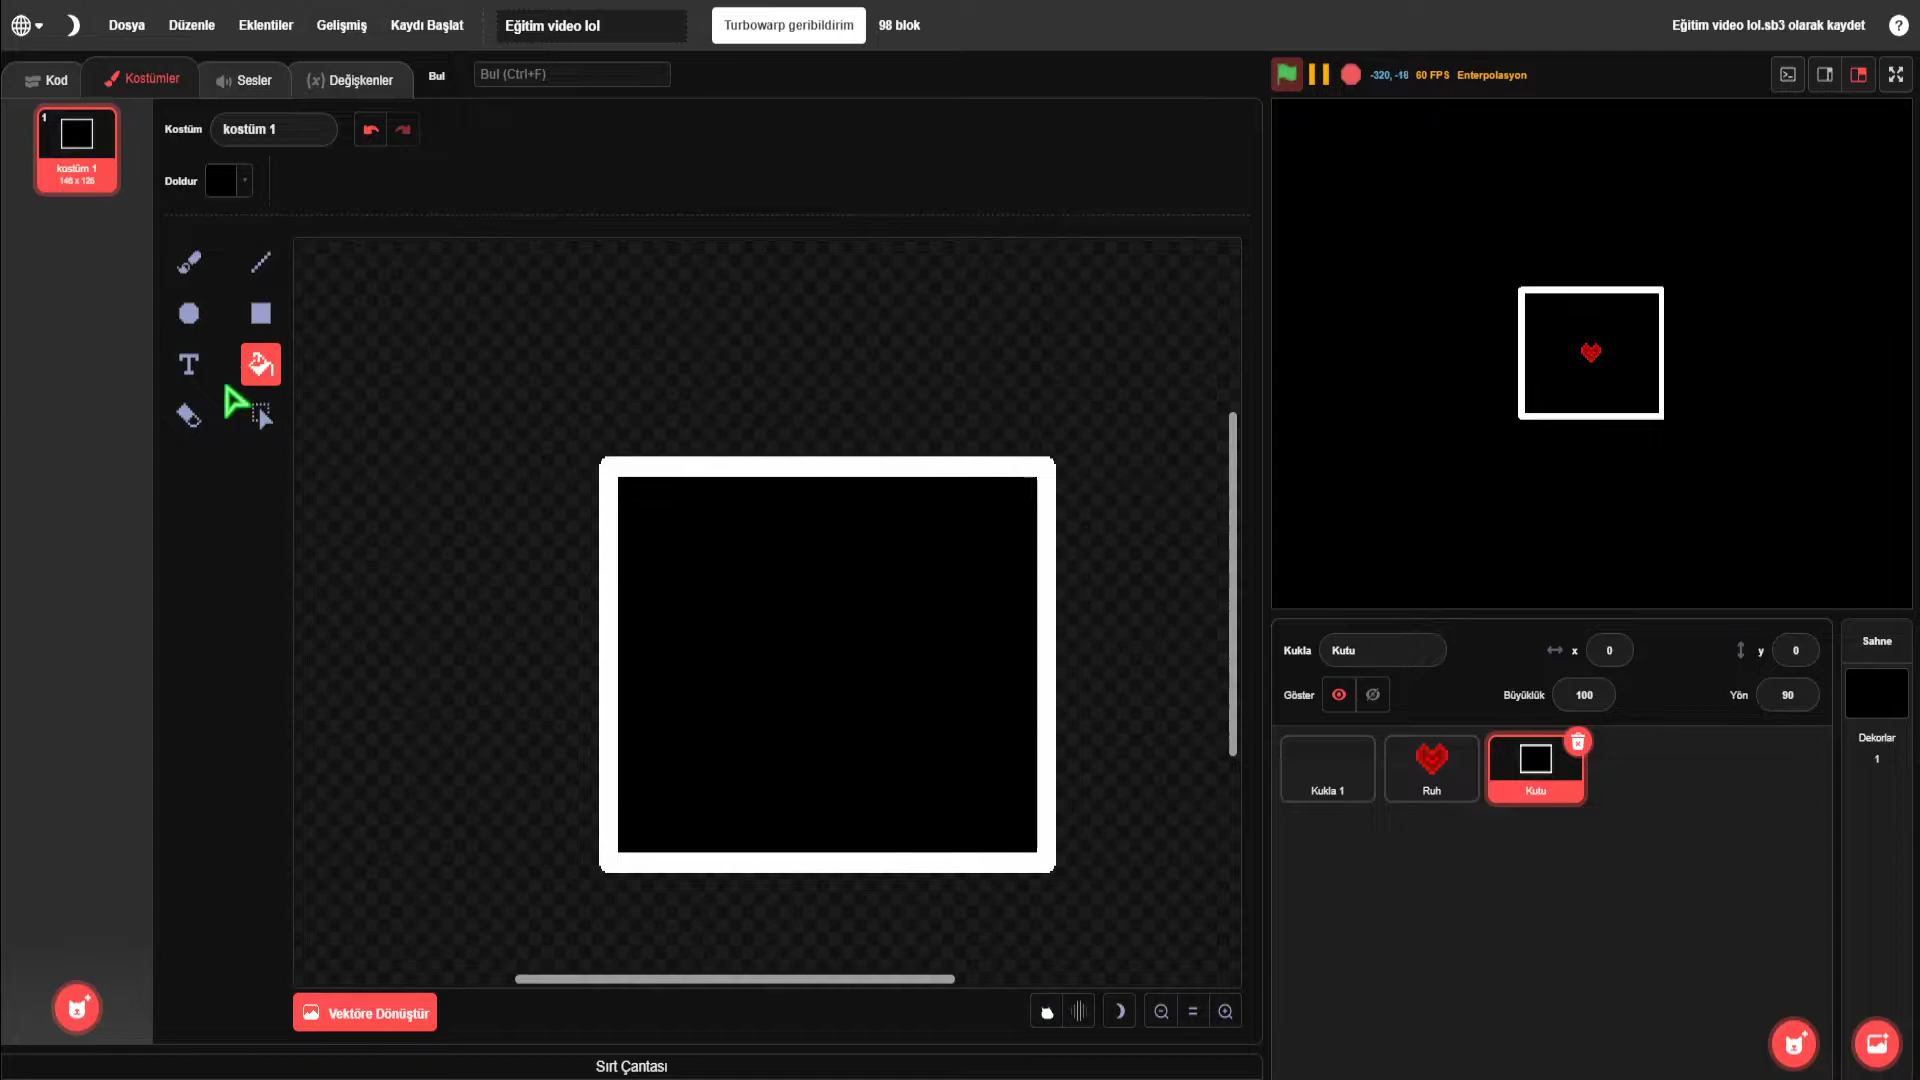 Dosya Düzenle Eklentiler Gelişmiş Kaydı Başlat Eğitim video lol Turbowarp geribildirim 98 blok Eğitim video lol.sb3 olarak kaydet ?
Kod Kostümler Sesler (x) Değişkenler Bul Bul (Ctrl+F)
-320, -16 60 FPS Enterpolasyon
1
kostüm 1
146 x 125
Kostüm kostüm 1
Doldur
T
Vektöre Dönüştür
Sırt Çantası
Kukla Kutu x 0 y 0
Göster Büyüklük 100 Yön 90
Kukla 1 Ruh Kutu
Sahne
Dekorlar
1